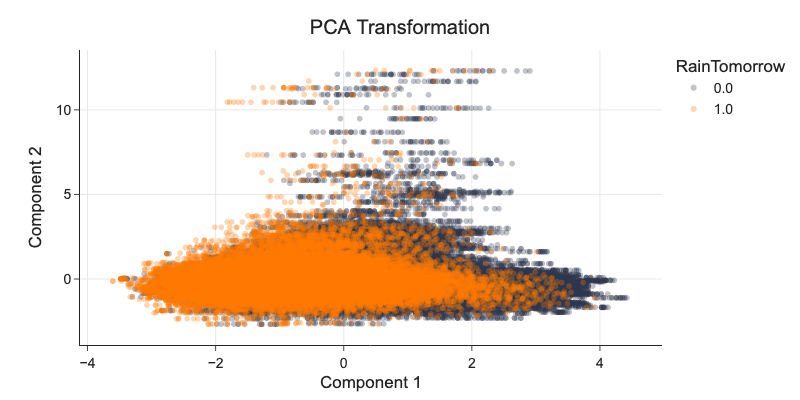 PCA Transformation
RainTomorrow
0.0
1.0
10
5
0
Component 2
−4
−2
0
2
4
Component 1